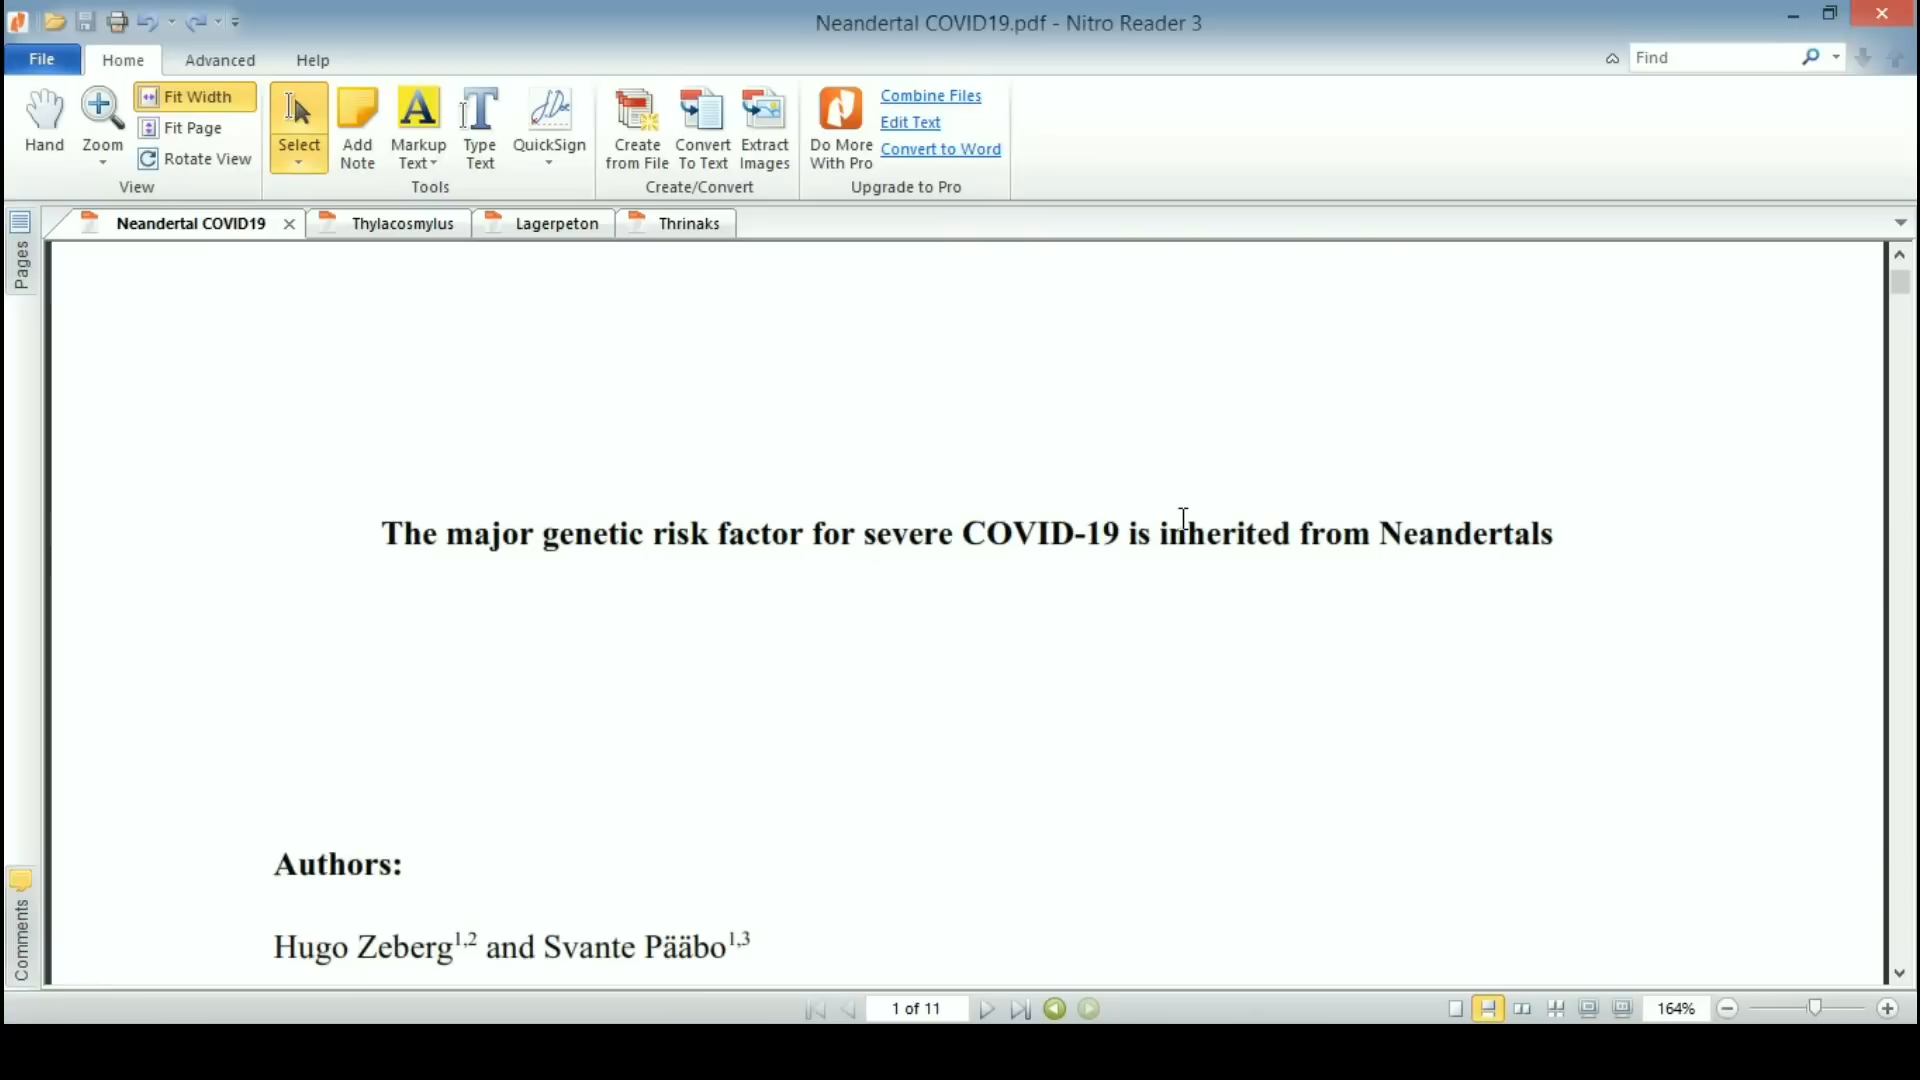 Neandertal COVID19.pdf - Nitro Reader 3
File Home Advanced Help Find
Hand
Zoom
Fit Width
Fit Page
Rotate View
View
Select
Add Note
Markup Text
Type Text
QuickSign
Tools
Create from File
Convert To Text
Extract Images
Create/Convert
Do More With Pro
Combine Files
Edit Text
Convert to Word
Upgrade to Pro
Neandertal COVID19 Thylacosmylus Lagerpeton Thrinaks
Pages
The major genetic risk factor for severe COVID-19 is inherited from Neandertals
Authors:
Hugo Zeberg1,2 and Svante Pääbo1,3
Comments
1 of 11
164%